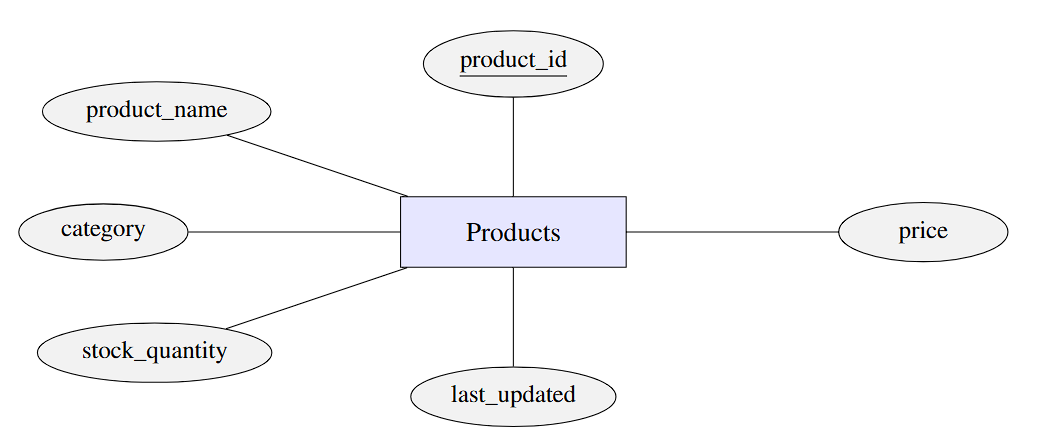 product_id
product_name
category
Products
price
stock_quantity
last_updated